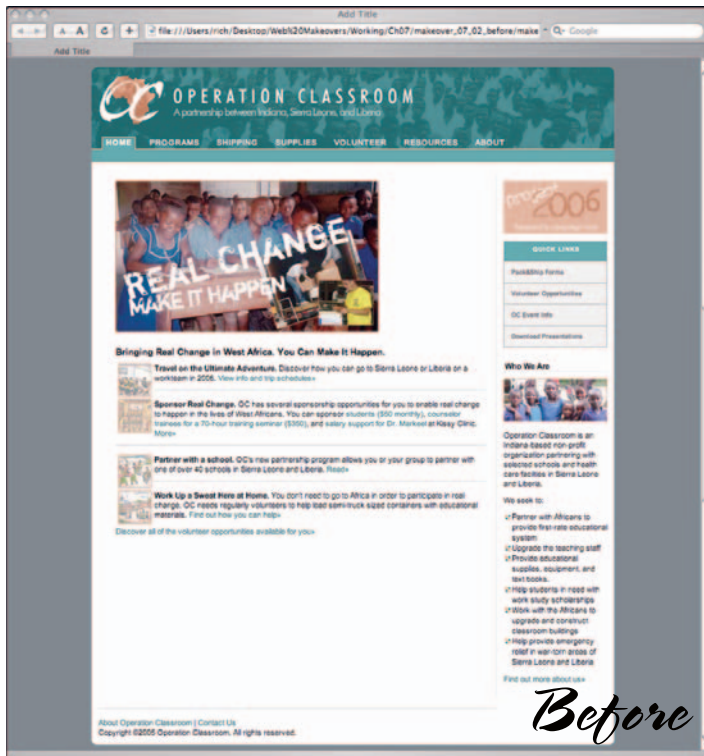 Add Title
A A
file:///Users/rich/Desktop/Web%20Makeovers/Working/Ch07/makeover_07_02_before/make
Google
Add Title
OC OPERATION CLASSROOM
A partnership between Indiana, Sierra Leone, and Liberia
HOME PROGRAMS SHIPPING SUPPLIES VOLUNTEER RESOURCES ABOUT
REAL CHANGE
MAKE IT HAPPEN
Bringing Real Change in West Africa. You Can Make It Happen.
Travel on the Ultimate Adventure. Discover how you can go to Sierra Leone or Liberia on a
workteam in 2006. View info and trip schedules»
Sponsor Real Change. OC has several sponsorship opportunities for you to enable real change
to happen in the lives of West Africans. You can sponsor students ($50 monthly), counselor
trainees for a 70-hour training seminar ($350), and salary support for Dr. Markeel at Kissy Clinic.
More»
Partner with a school. OC's new partnership program allows you or your group to partner with
one of over 40 schools in Sierra Leone and Liberia. Read»
Work Up a Sweat Here at Home. You don't need to go to Africa in order to participate in real
change. OC needs regularly volunteers to help load semi-truck sized containers with educational
materials. Find out how you can help»
Discover all of the volunteer opportunities available for you»
project
2006
QUICK LINKS
Pack&Ship Forms
Volunteer Opportunities
OC Event Info
Download Presentations
Who We Are
Operation Classroom is an
Indiana-based non-profit
organization partnering with
selected schools and health
care facilties in Sierra Leone
and Liberia.
We seek to:
Partner with Africans to
provide first-rate educational
system
Upgrade the teaching staff
Provide educational
supplies, equipment, and
text books.
Help students in need with
work study scholarships
Work with the Africans to
upgrade and construct
classroom buildings
Help provide emergency
relief in war-torn areas of
Sierra Leone and Liberia
Find out more about us»
About Operation Classroom | Contact Us
Copyright ©2006 Operation Classroom. All rights reserved.
Before